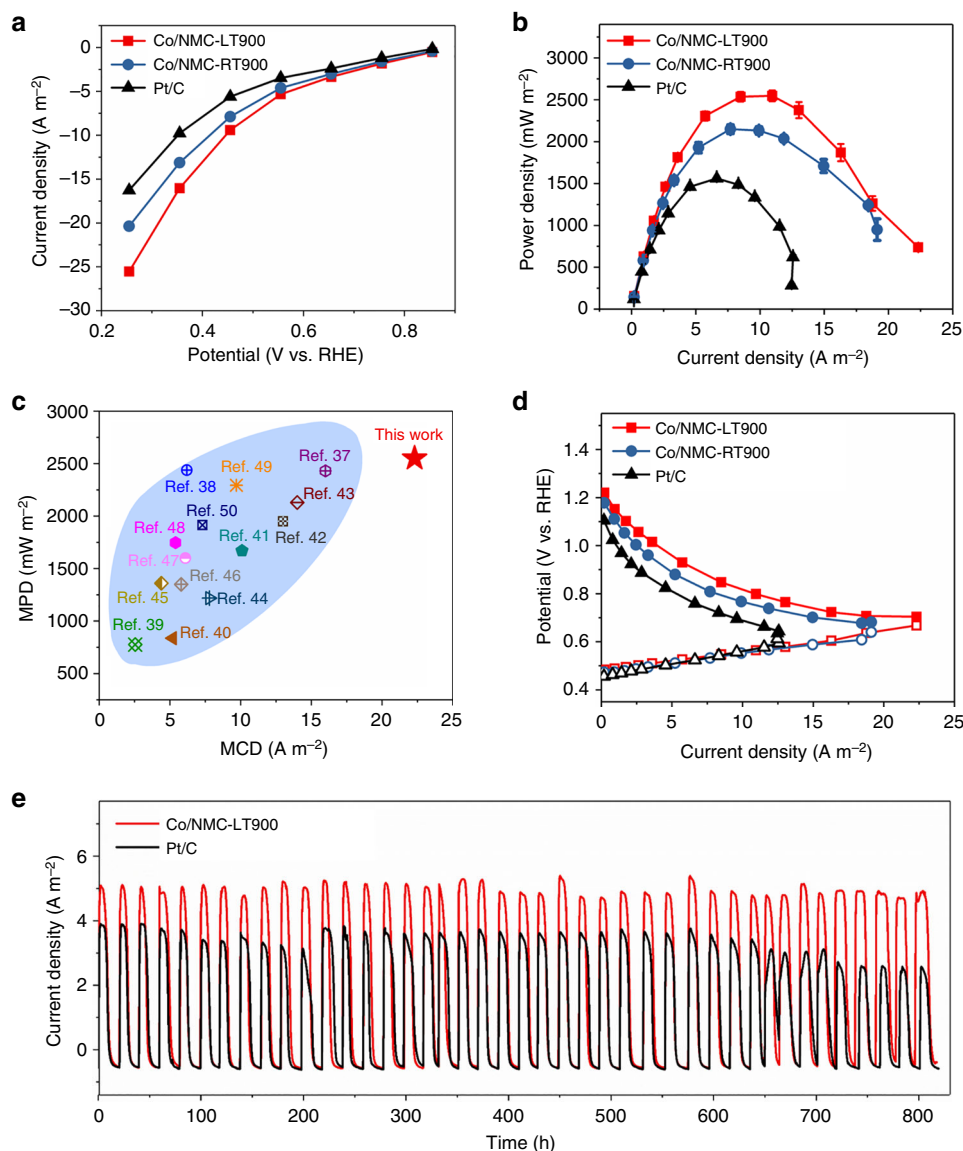 a
Co/NMC-LT900
Co/NMC-RT900
Pt/C
0
−5
−10
−15
−20
−25
−30
0.2
0.4
0.6
0.8
Current density (A m−2)
Potential (V vs. RHE)
b
Co/NMC-LT900
Co/NMC-RT900
Pt/C
3000
2500
2000
1500
1000
500
0
0
5
10
15
20
25
Power density (mW m−2)
Current density (A m−2)
c
3000
2500
2000
1500
1000
500
0
5
10
15
20
25
MPD (mW m−2)
MCD (A m−2)
This work
Ref. 37
Ref. 49
Ref. 38
Ref. 43
Ref. 50
Ref. 48
Ref. 41
Ref. 42
Ref. 47
Ref. 46
Ref. 45
Ref. 44
Ref. 39
Ref. 40
d
Co/NMC-LT900
Co/NMC-RT900
Pt/C
1.4
1.2
1.0
0.8
0.6
0.4
0
5
10
15
20
25
Potential (V vs. RHE)
Current density (A m−2)
e
Co/NMC-LT900
Pt/C
6
4
2
0
0
100
200
300
400
500
600
700
800
Current density (A m−2)
Time (h)